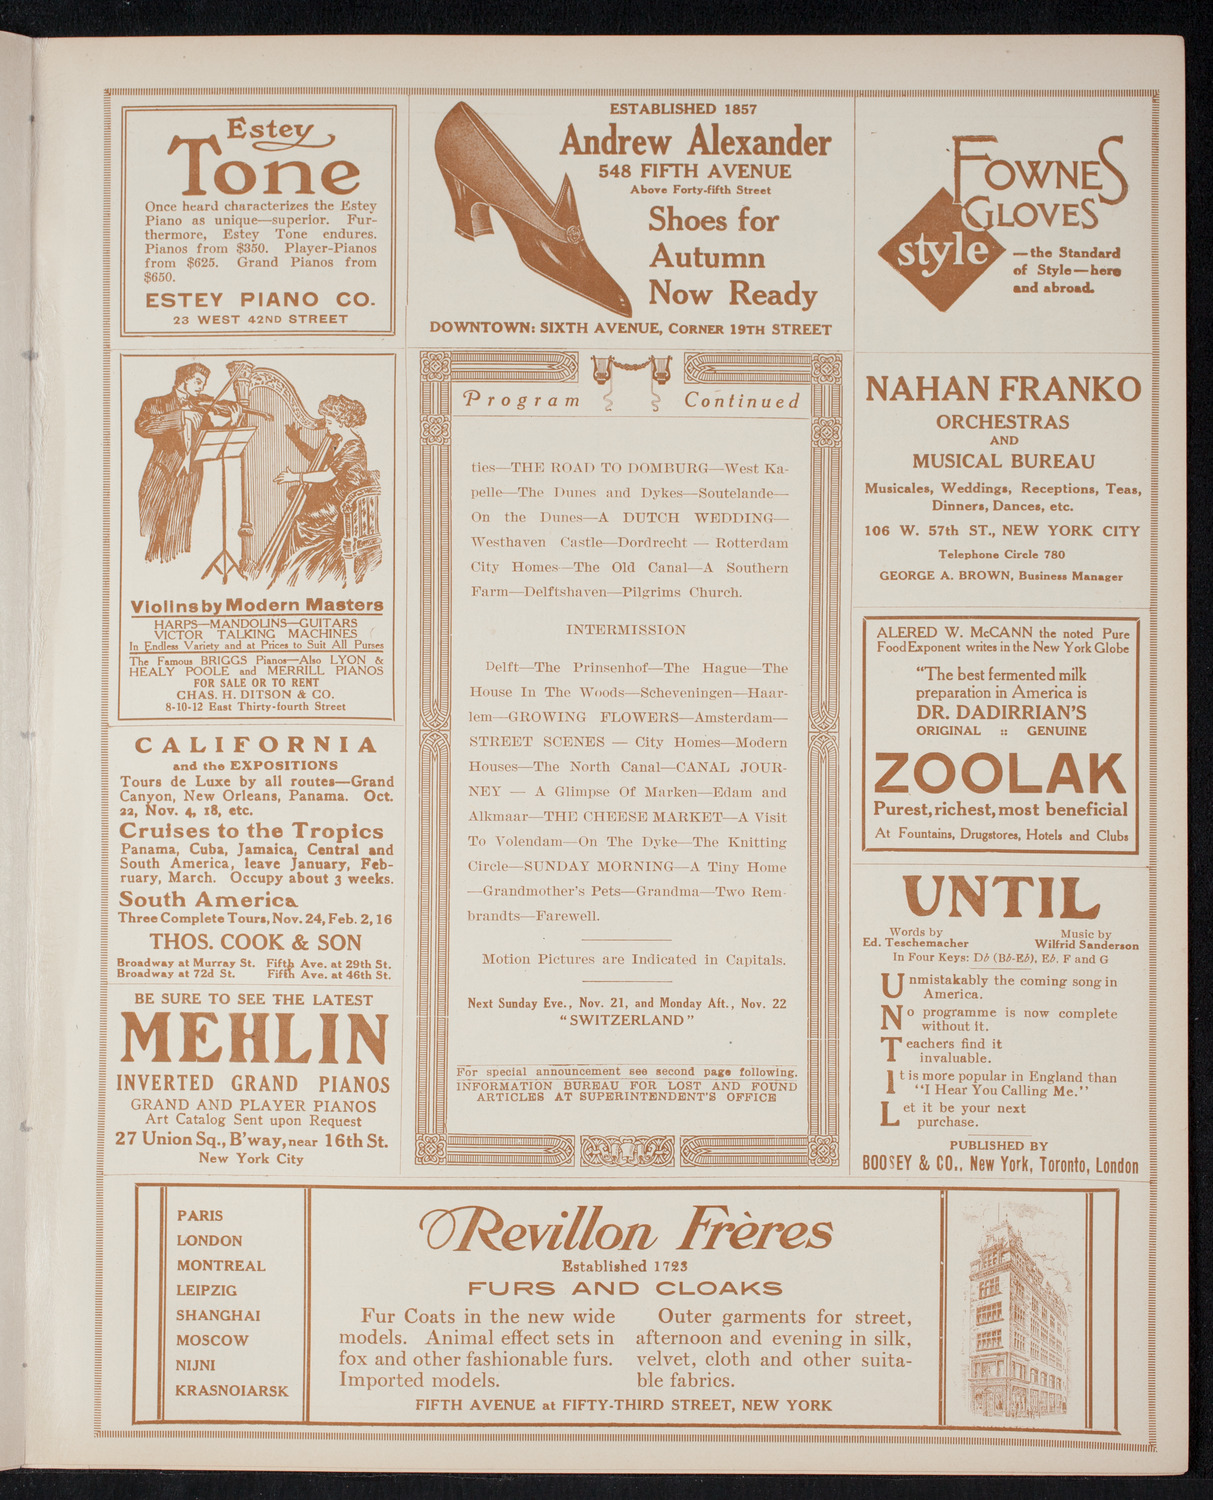 Estey
Tone
Once heard characterizes the Estey
Piano as unique—superior. Fur-
thermore, Estey Tone endures.
Pianos from $350. Player-Pianos
from $625. Grand Pianos from
$650.
ESTEY PIANO CO.
23 WEST 42ND STREET
ESTABLISHED 1857
Andrew Alexander
548 FIFTH AVENUE
Above Forty-fifth Street
Shoes for
Autumn
Now Ready
DOWNTOWN: SIXTH AVENUE, CORNER 19TH STREET
FOWNES
GLOVES
style
—the Standard
of Style—here
and abroad.
Violins by Modern Masters
HARPS—MANDOLINS—GUITARS
VICTOR TALKING MACHINES
In Endless Variety and at Prices to Suit All Purses
The Famous BRIGGS Pianos—Also LYON &
HEALY POOLE and MERRILL PIANOS
FOR SALE OR TO RENT
CHAS. H. DITSON & CO.
8-10-12 East Thirty-fourth Street
CALIFORNIA
and the EXPOSITIONS
Tours de Luxe by all routes—Grand
Canyon, New Orleans, Panama. Oct.
22, Nov. 4, 18, etc.
Cruises to the Tropics
Panama, Cuba, Jamaica, Central and
South America, leave January, Feb-
ruary, March. Occupy about 3 weeks.
South America
Three Complete Tours, Nov. 24, Feb. 2, 16
THOS. COOK & SON
Broadway at Murray St. Fifth Ave. at 29th St.
Broadway at 72d St. Fifth Ave. at 46th St.
BE SURE TO SEE THE LATEST
MEHLIN
INVERTED GRAND PIANOS
GRAND AND PLAYER PIANOS
Art Catalog Sent upon Request
27 Union Sq., B'way, near 16th St.
New York City
Program Continued
ties—THE ROAD TO DOMBURG—West Ka-
pelle—The Dunes and Dykes—Soutelande—
On the Dunes—A DUTCH WEDDING—
Westhaven Castle—Dordrecht — Rotterdam
City Homes—The Old Canal—A Southern
Farm—Delftshaven—Pilgrims Church.
INTERMISSION
Delft—The Prinsenhof—The Hague—The
House In The Woods—Scheveningen—Haar-
lem—GROWING FLOWERS—Amsterdam—
STREET SCENES — City Homes—Modern
Houses—The North Canal—CANAL JOUR-
NEY — A Glimpse Of Marken—Edam and
Alkmaar—THE CHEESE MARKET—A Visit
To Volendam—On The Dyke—The Knitting
Circle—SUNDAY MORNING—A Tiny Home
—Grandmother's Pets—Grandma—Two Rem-
brandts—Farewell.
Motion Pictures are Indicated in Capitals.
Next Sunday Eve., Nov. 21, and Monday Aft., Nov. 22
"SWITZERLAND"
For special announcement see second page following.
INFORMATION BUREAU FOR LOST AND FOUND
ARTICLES AT SUPERINTENDENT'S OFFICE
NAHAN FRANKO
ORCHESTRAS
AND
MUSICAL BUREAU
Musicales, Weddings, Receptions, Teas,
Dinners, Dances, etc.
106 W. 57th ST., NEW YORK CITY
Telephone Circle 780
GEORGE A. BROWN, Business Manager
ALERED W. McCANN the noted Pure
Food Exponent writes in the New York Globe
"The best fermented milk
preparation in America is
DR. DADIRRIAN'S
ORIGINAL :: GENUINE
ZOOLAK
Purest, richest, most beneficial
At Fountains, Drugstores, Hotels and Clubs
UNTIL
Words by Music by
Ed. Teschemacher Wilfrid Sanderson
In Four Keys: D♭ (B♭-E♭), E♭, F and G
Unmistakably the coming song in
America.
No programme is now complete
without it.
Teachers find it
invaluable.
It is more popular in England than
"I Hear You Calling Me."
Let it be your next
purchase.
PUBLISHED BY
BOOSEY & CO., New York, Toronto, London
PARIS
LONDON
MONTREAL
LEIPZIG
SHANGHAI
MOSCOW
NIJNI
KRASNOIARSK
Revillon Frères
Established 1723
FURS AND CLOAKS
Fur Coats in the new wide
models. Animal effect sets in
fox and other fashionable furs.
Imported models.
Outer garments for street,
afternoon and evening in silk,
velvet, cloth and other suita-
ble fabrics.
FIFTH AVENUE at FIFTY-THIRD STREET, NEW YORK